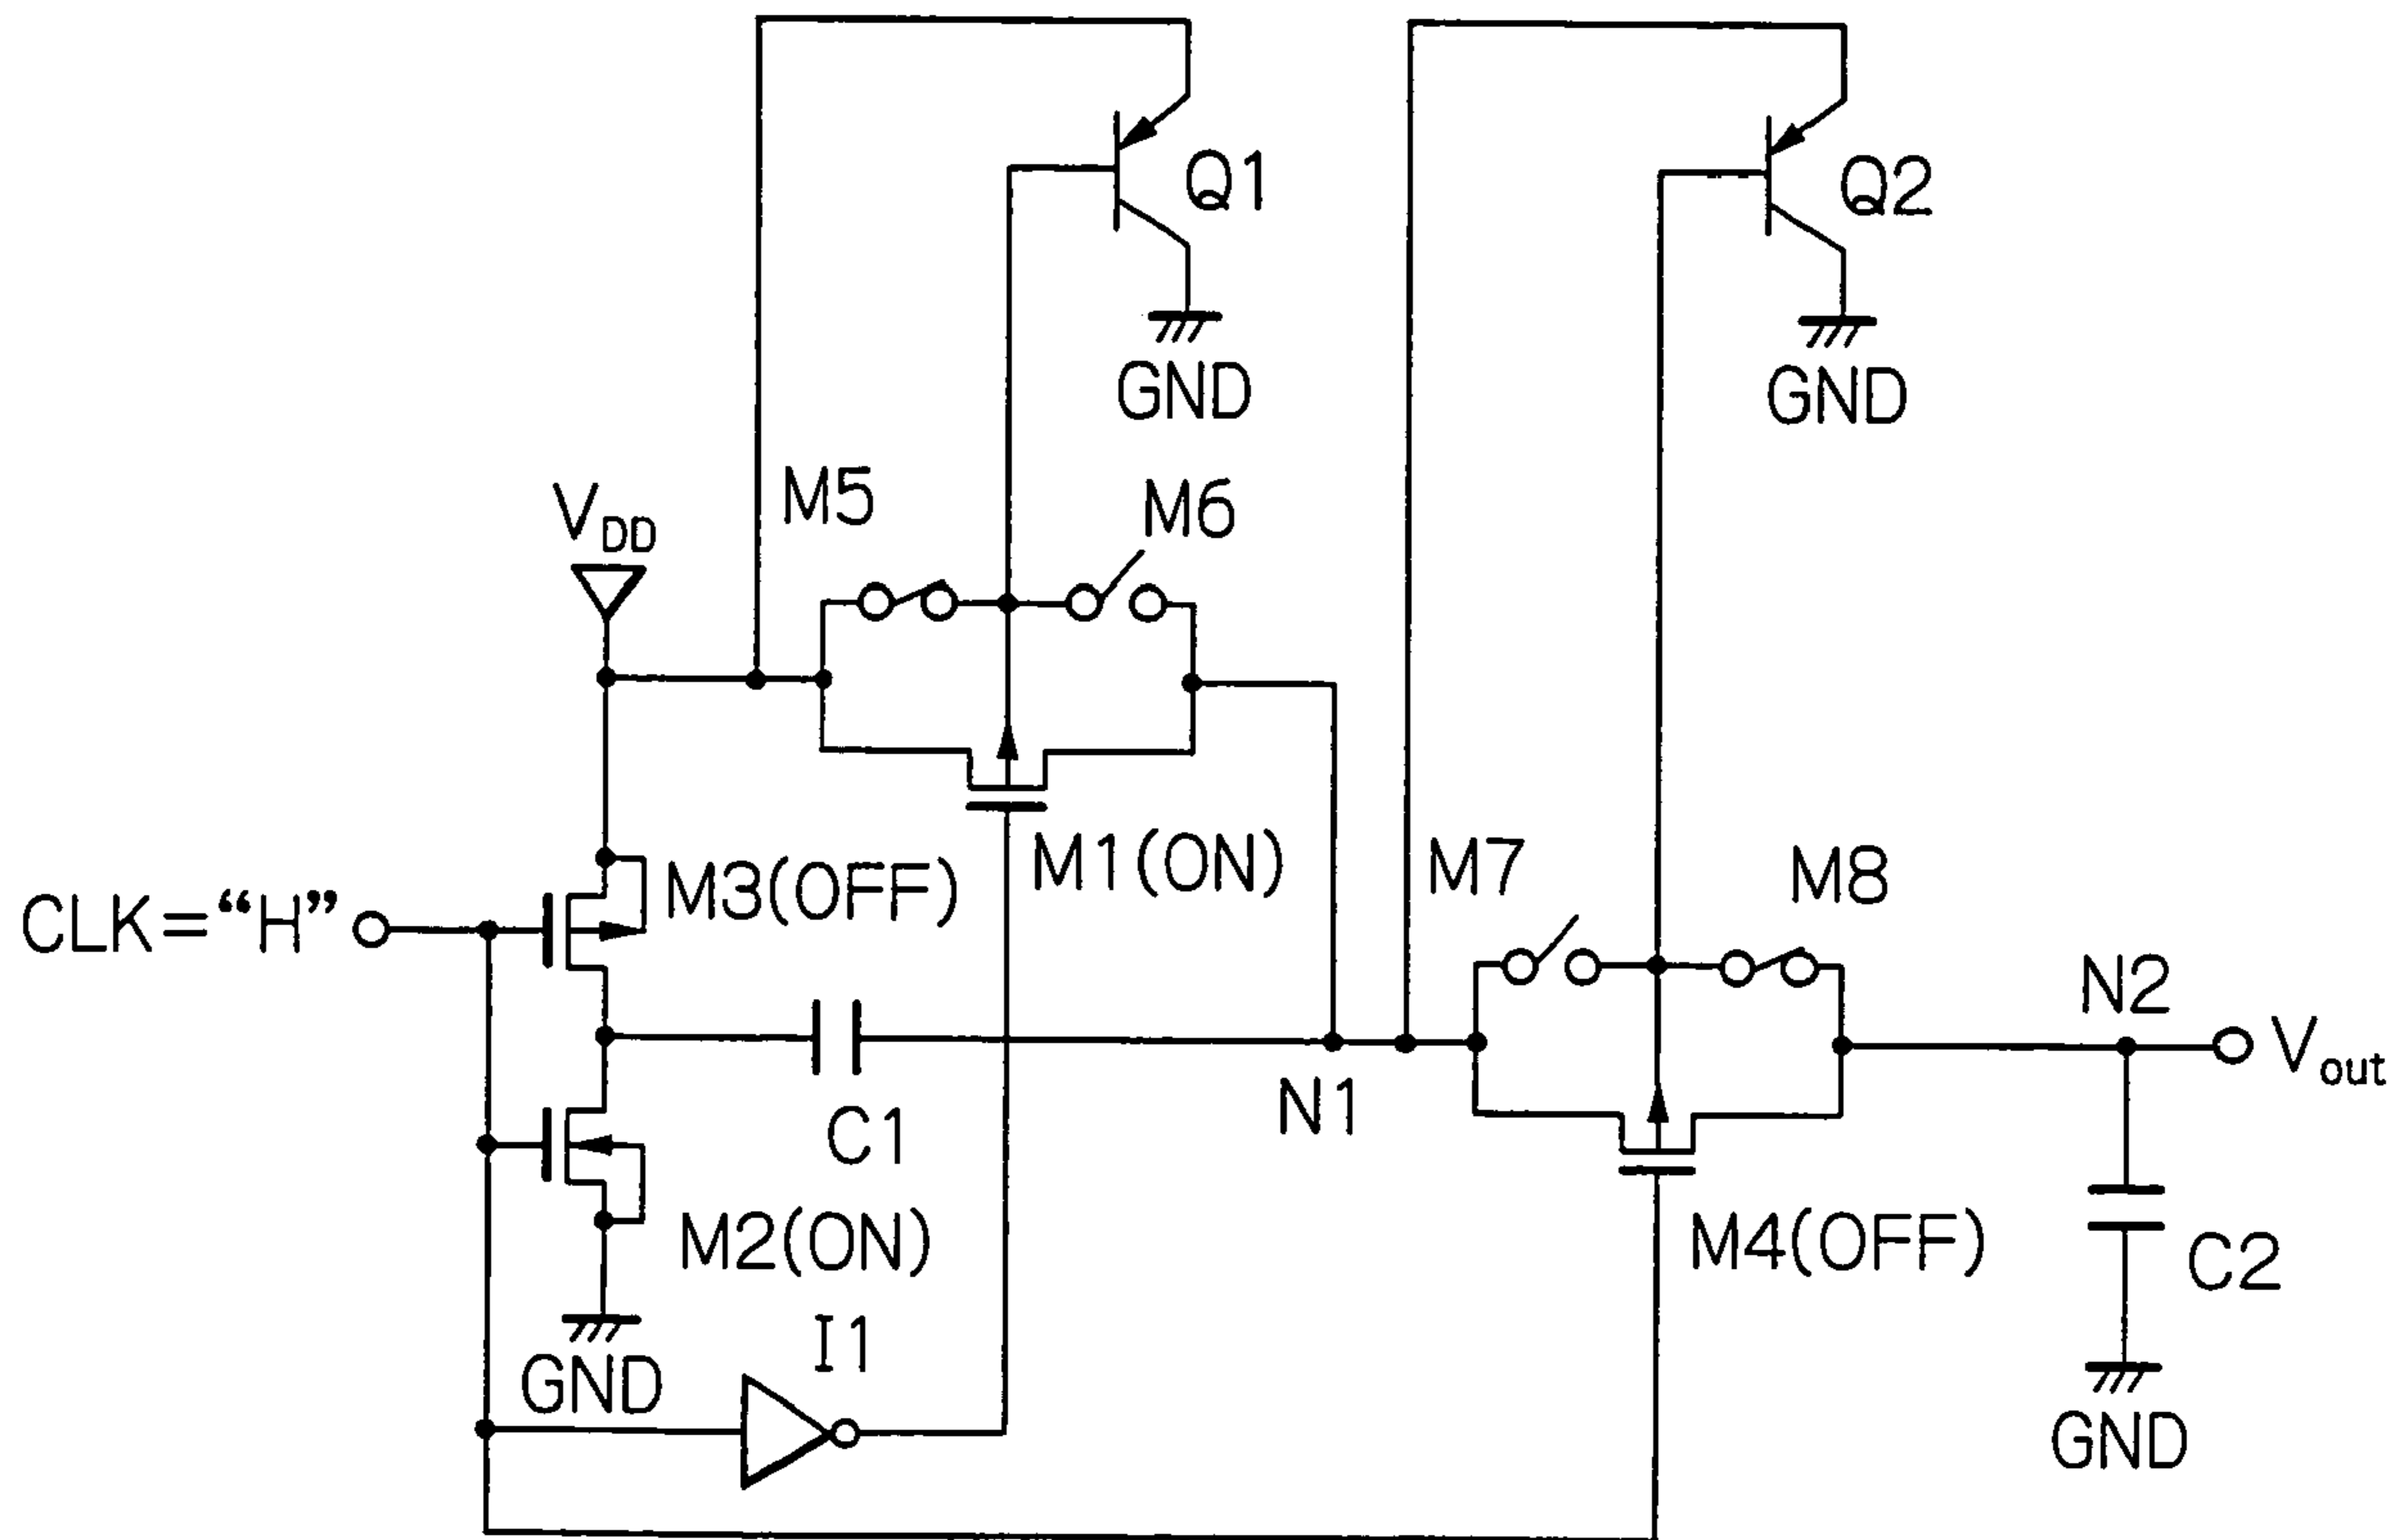 Q1
Q2
GND
GND
M5
M6
VDD
M3(OFF)
M1(ON)
M7
M8
CLK=“H”
N2
Vout
C1
N1
M2(ON)
M4(OFF)
C2
I1
GND
GND